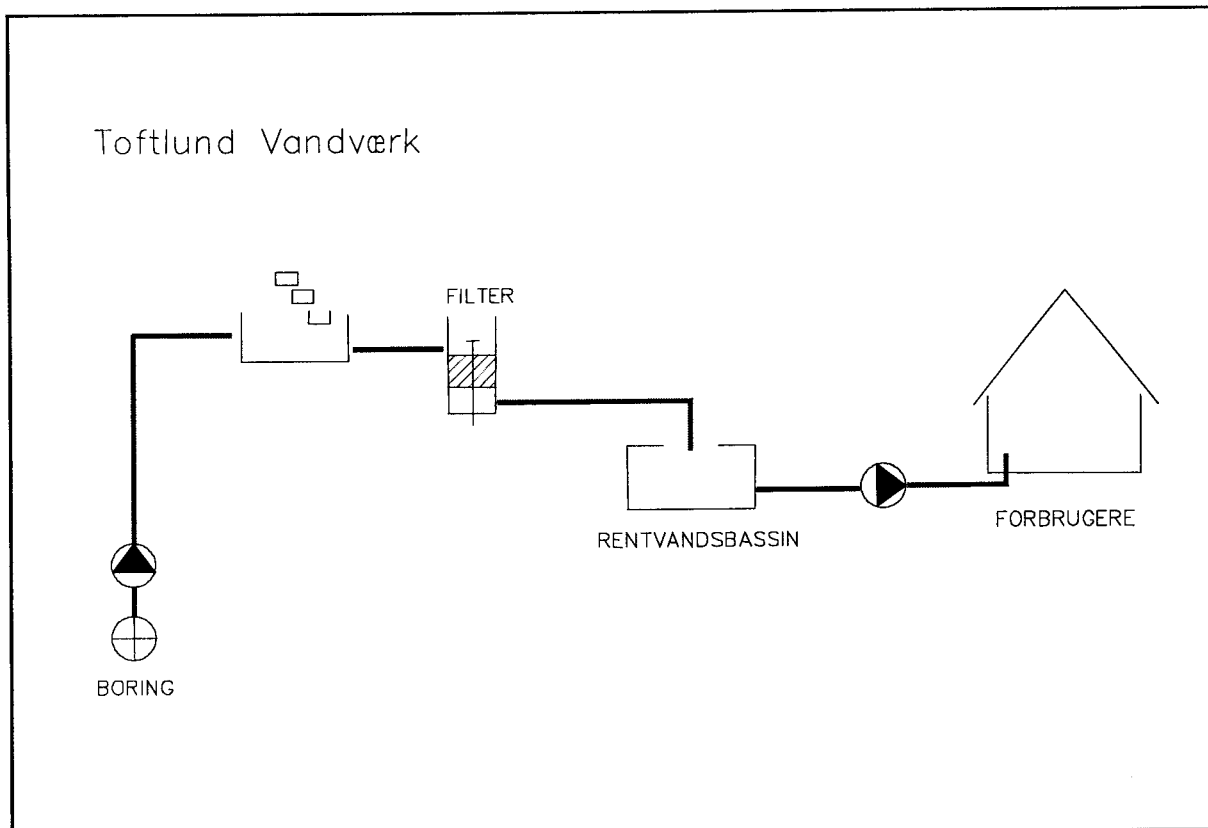 Toftlund Vandværk
FILTER
RENTVANDSBASSIN
FORBRUGERE
BORING